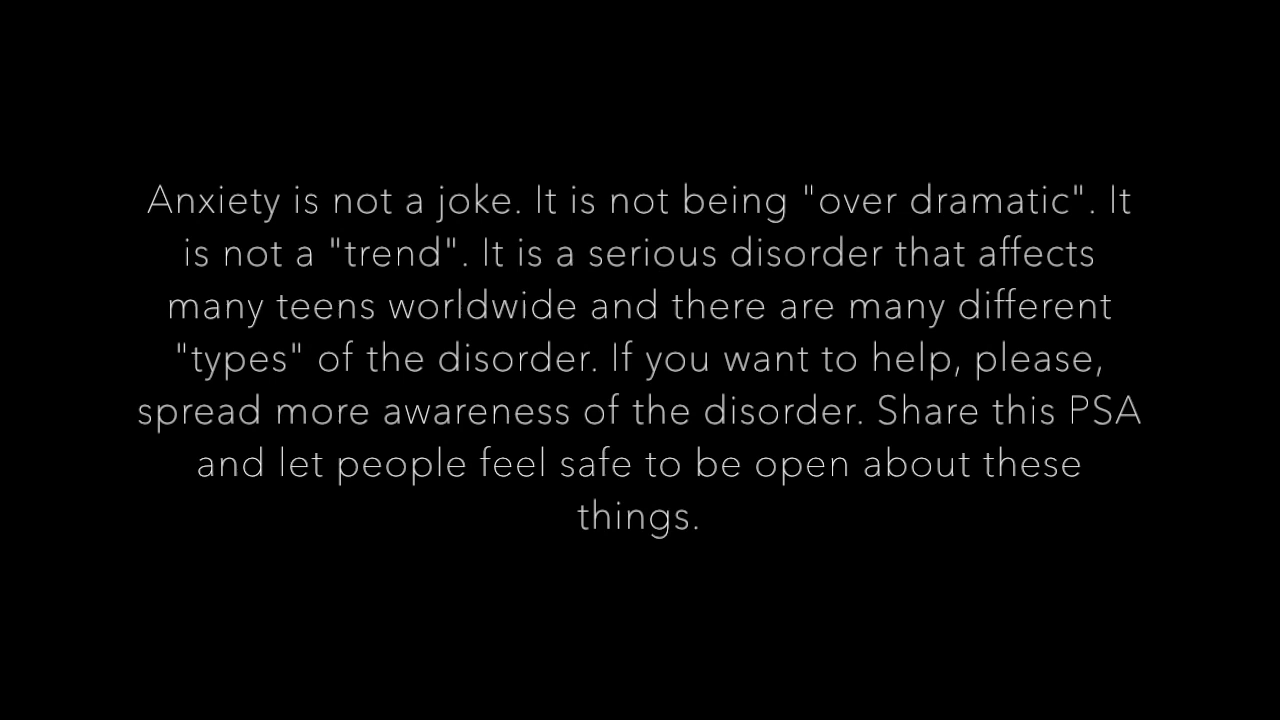 Anxiety is not a joke. It is not being "over dramatic". It
is not a "trend". It is a serious disorder that affects
many teens worldwide and there are many different
"types" of the disorder. If you want to help, please,
spread more awareness of the disorder. Share this PSA
and let people feel safe to be open about these
things.